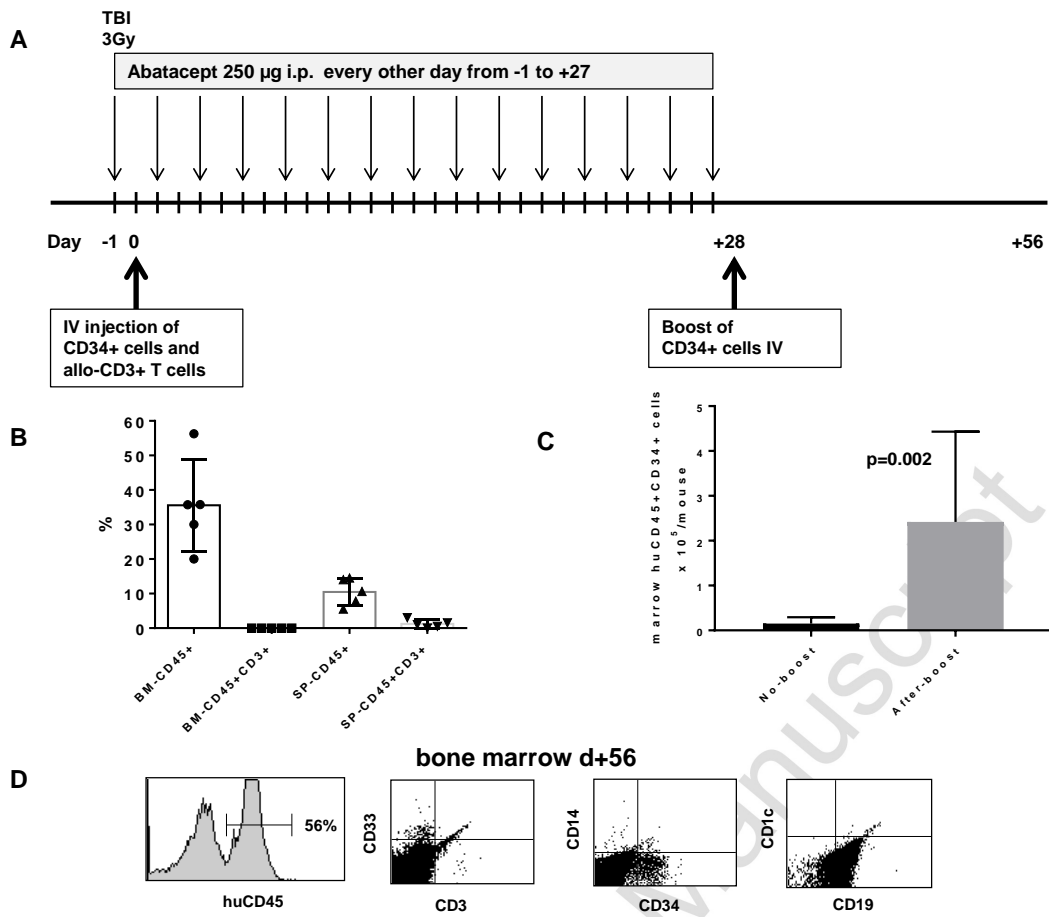 A
TBI
3Gy
Abatacept 250 µg i.p. every other day from -1 to +27
Day -1 0 +28 +56
IV injection of
CD34+ cells and
allo-CD3+ T cells
Boost of
CD34+ cells IV
B
%
60
50
40
30
20
10
0
BM-CD45+
BM-CD45+CD3+
SP-CD45+
SP-CD45+CD3+
C
marrow huCD45+CD34+ cells
x 10⁵/mouse
5
4
3
2
1
0
p=0.002
No-boost
After-boost
D
bone marrow d+56
56%
huCD45
CD33
CD3
CD14
CD34
CD1c
CD19
Manuscript